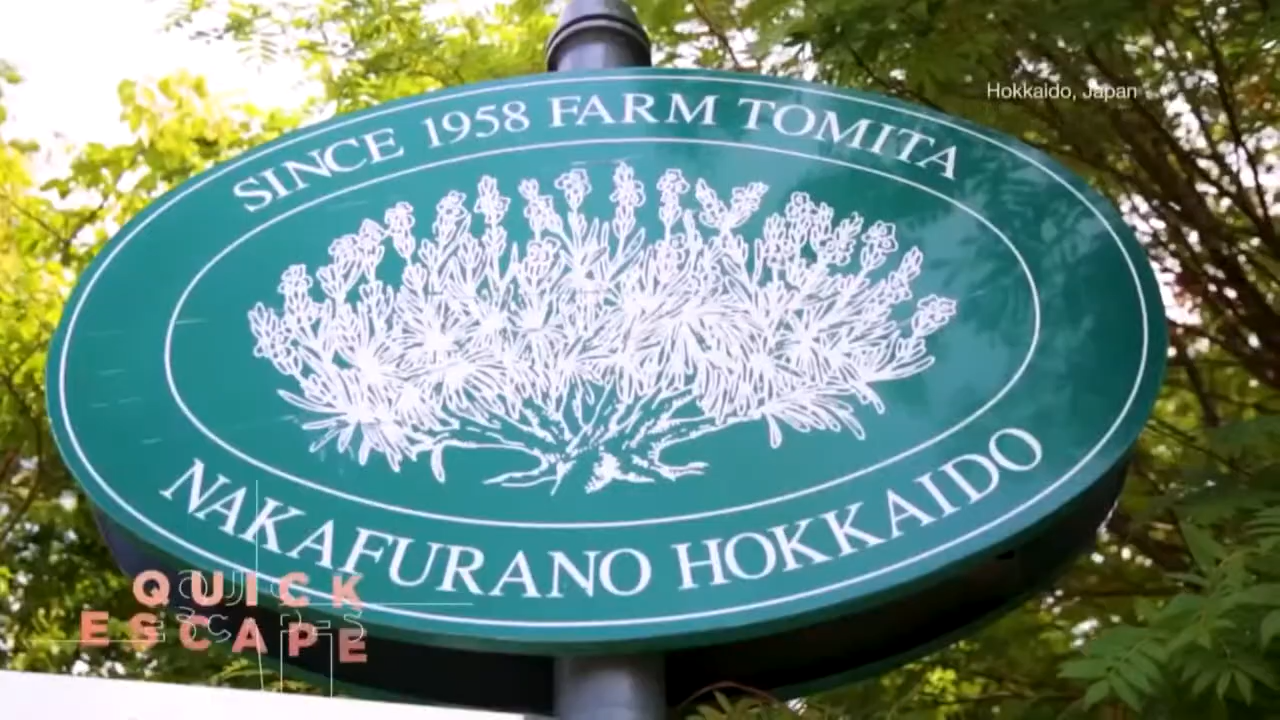 Hokkaido, Japan
SINCE 1958 FARM TOMITA
NAKAFURANO HOKKAIDO
QUICK
ESCAPE